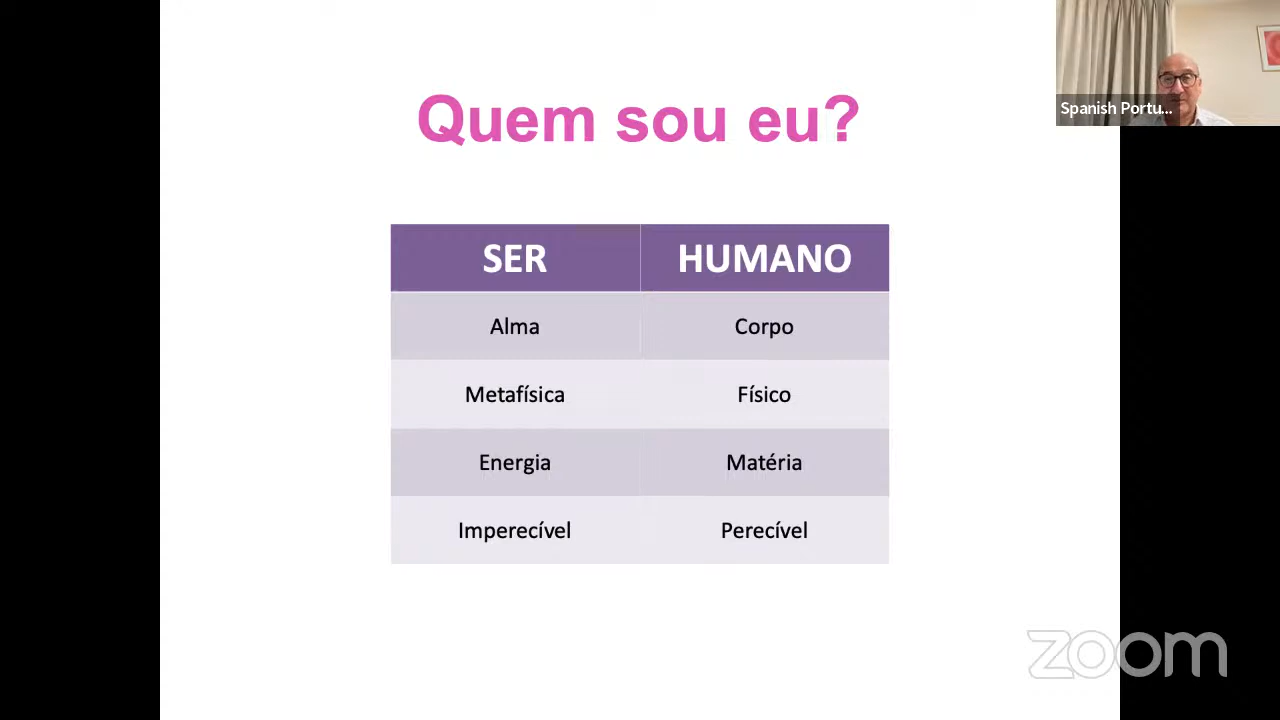 Quem sou eu?
Spanish Portu...
SER HUMANO
Alma Corpo
Metafísica Físico
Energia Matéria
Imperecível Perecível
zoom